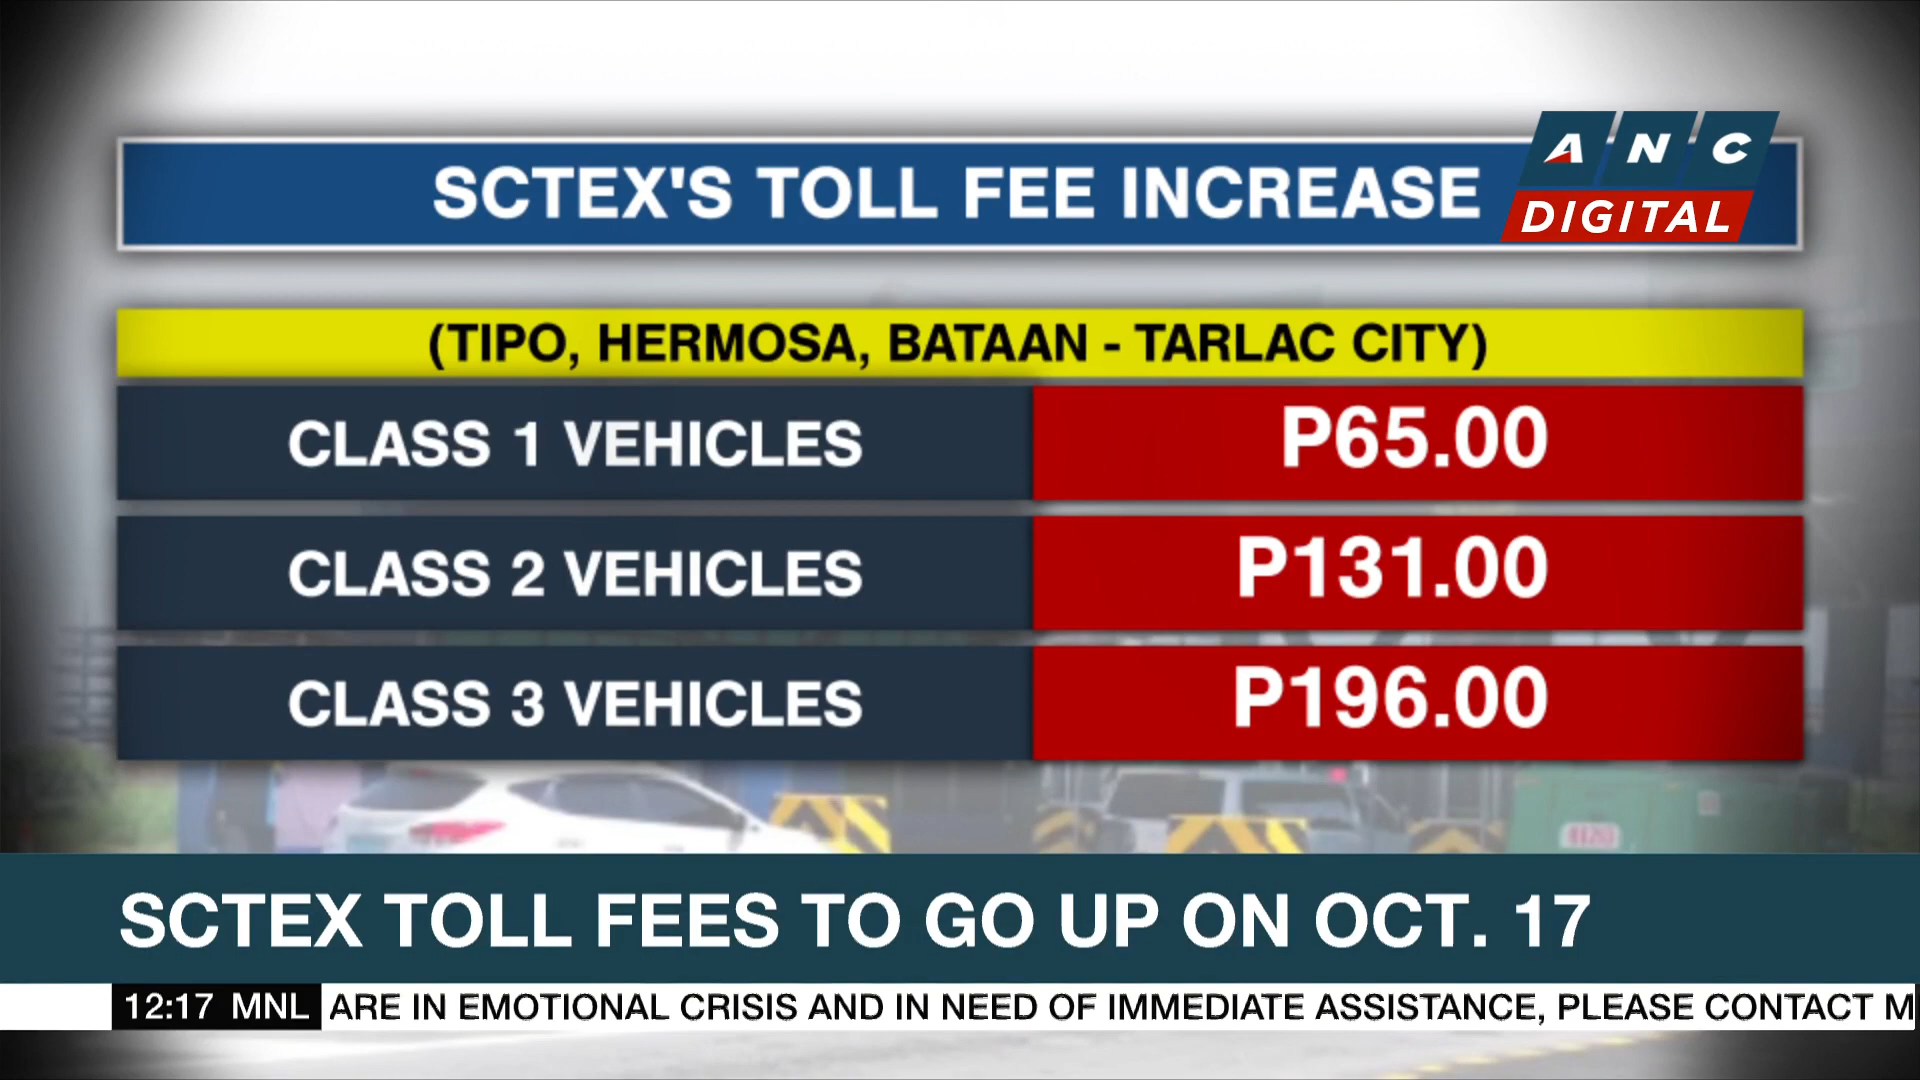 SCTEX'S TOLL FEE INCREASE
ANC
DIGITAL
(TIPO, HERMOSA, BATAAN - TARLAC CITY)
CLASS 1 VEHICLES P65.00
CLASS 2 VEHICLES P131.00
CLASS 3 VEHICLES P196.00
SCTEX TOLL FEES TO GO UP ON OCT. 17
12:17 MNL ARE IN EMOTIONAL CRISIS AND IN NEED OF IMMEDIATE ASSISTANCE, PLEASE CONTACT M